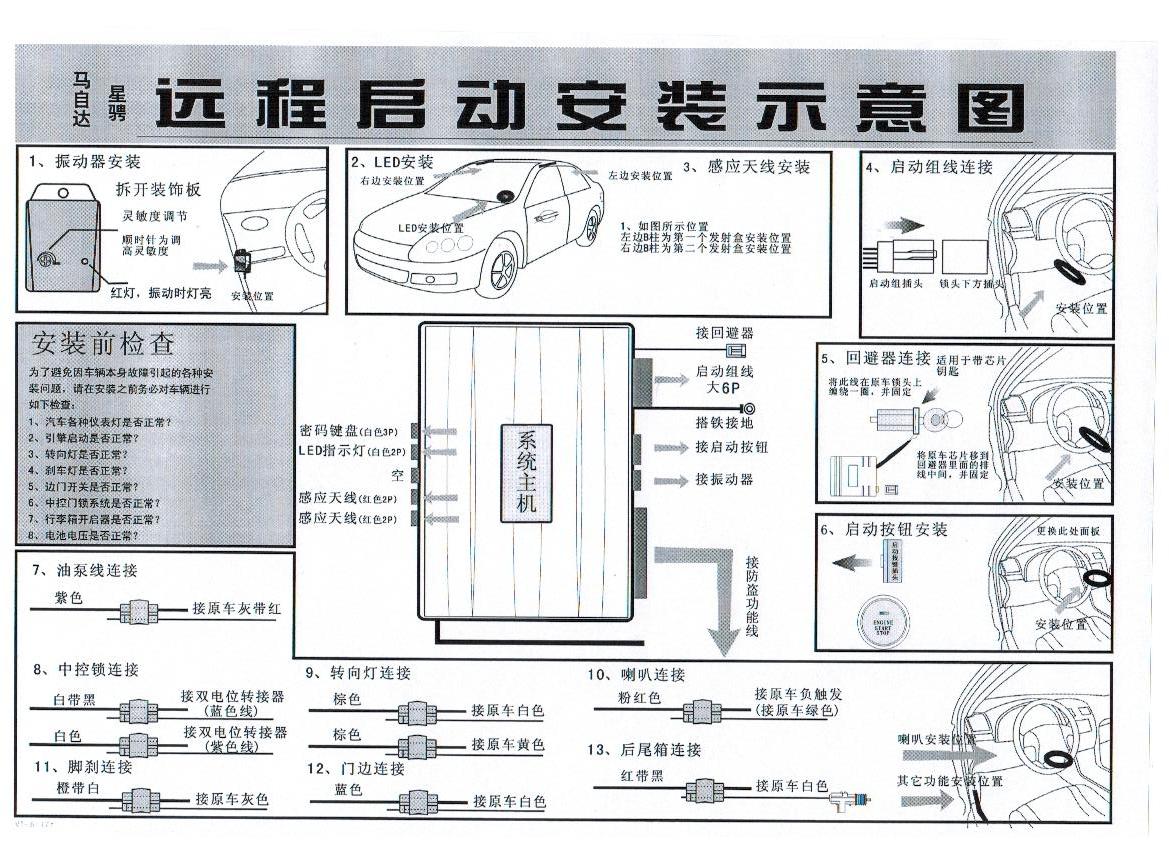 马自达
星骋
远程启动安装示意图
1、振动器安装
拆开装饰板
灵敏度调节
顺时针为调
高灵敏度
红灯，振动时灯亮
安装位置
2、LED安装
右边安装位置
LED安装位置
左边安装位置
3、感应天线安装
1、如图所示位置
左边B柱为第一个发射盒安装位置
右边B柱为第二个发射盒安装位置
4、启动组线连接
启动组插头
锁头下方插头
安装位置
安装前检查
为了避免因车辆本身故障引起的各种安
装问题，请在安装之前务必对车辆进行
如下检查：
1、汽车各种仪表灯是否正常？
2、引擎启动是否正常？
3、转向灯是否正常？
4、刹车灯是否正常？
5、边门开关是否正常？
6、中控门锁系统是否正常？
7、行李箱开启器是否正常？
8、电池电压是否正常？
密码键盘(白色3P)
LED指示灯(白色2P)
空
感应天线(红色2P)
感应天线(红色2P)
系统主机
接回避器
启动组线
大6P
搭铁接地
接启动按钮
接振动器
接防盗功能线
5、回避器连接
适用于带芯片
钥匙
将此线在原车锁头上
缠绕一圈，并固定
将原车芯片移到
回避器里面的排
线中间，并固定
安装位置
6、启动按钮安装
启动按键插头
ENGINE
START
STOP
更换此处面板
安装位置
7、油泵线连接
紫色
接原车灰带红
8、中控锁连接
白带黑
接双电位转接器
(蓝色线)
白色
接双电位转接器
(紫色线)
9、转向灯连接
棕色
接原车白色
棕色
接原车黄色
10、喇叭连接
粉红色
接原车负触发
(接原车绿色)
11、脚刹连接
橙带白
接原车灰色
12、门边连接
蓝色
接原车白色
13、后尾箱连接
红带黑
接原车白色
喇叭安装位置
其它功能安装位置